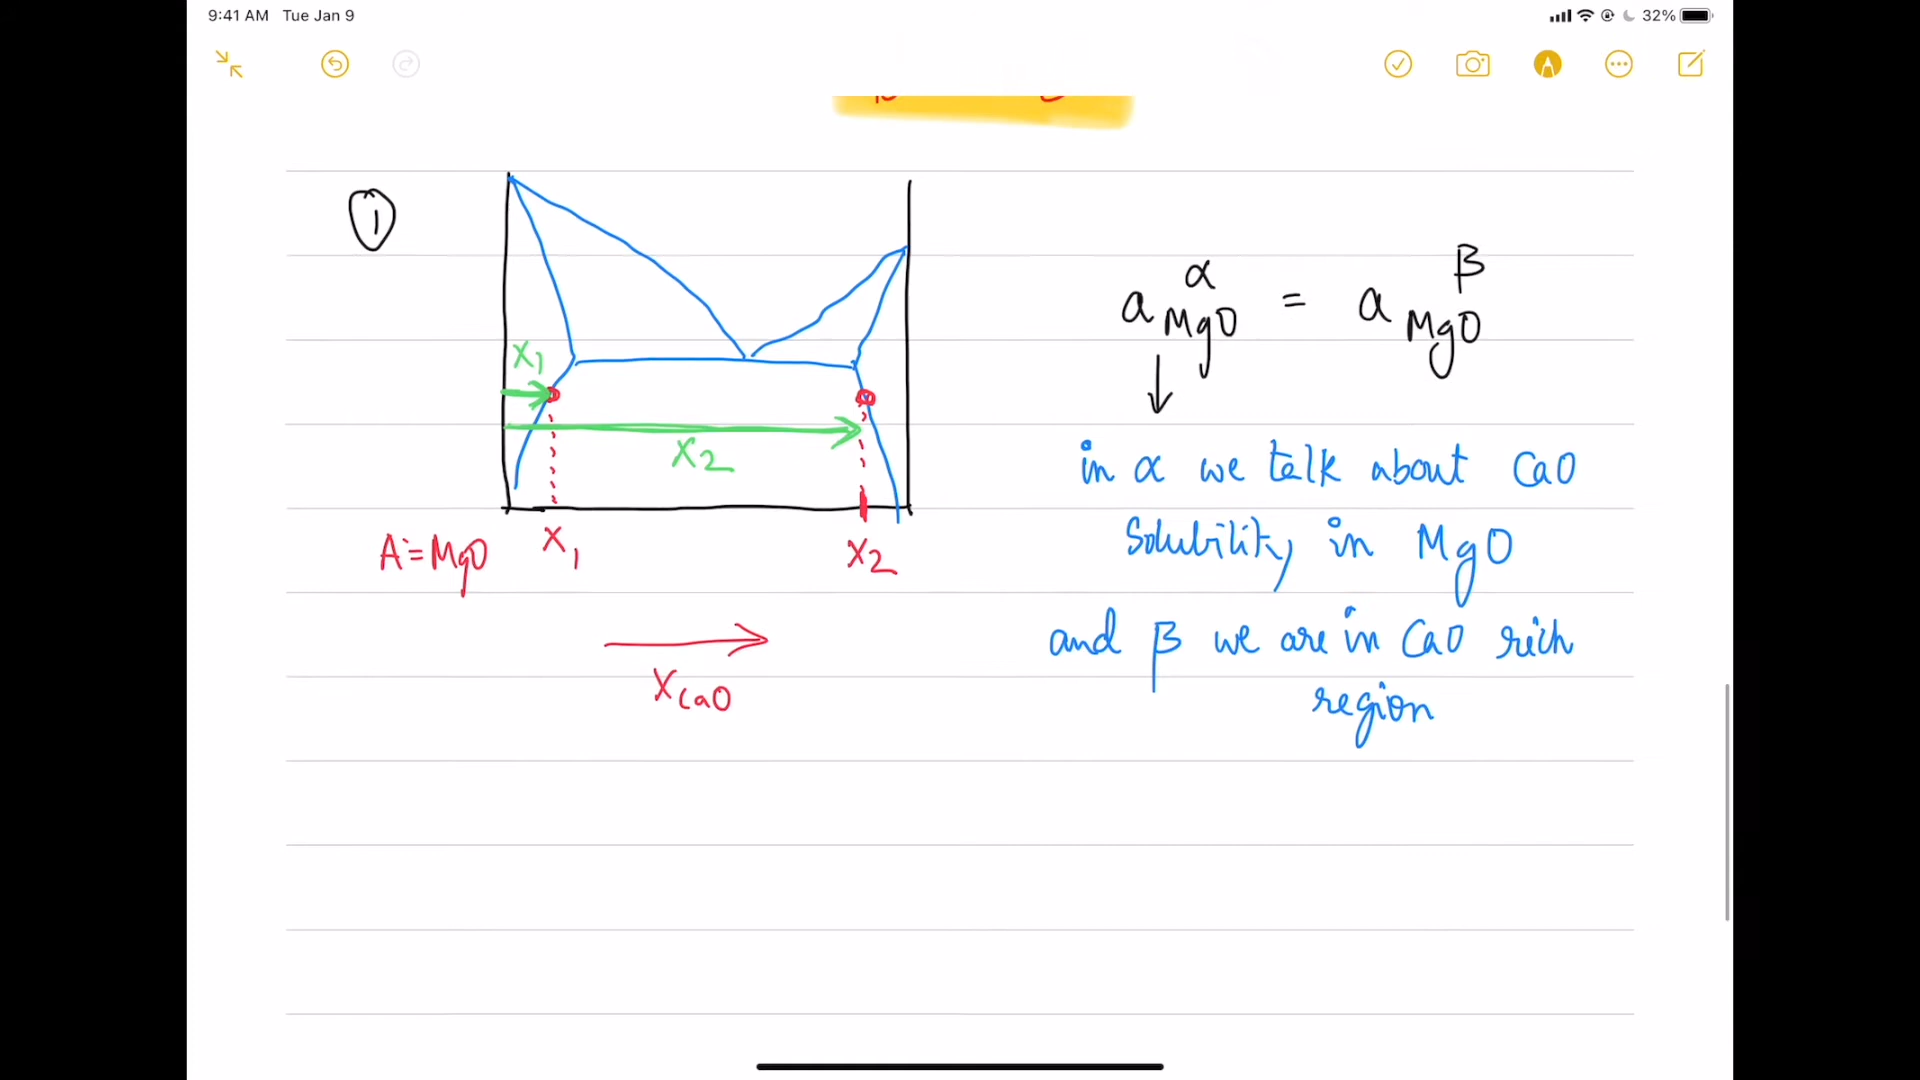 9:41 AM Tue Jan 9
32%
1
X1
X2
X1
X2
A = MgO
XCaO
a MgO α = a MgO β
in α we talk about CaO
Solubility in MgO
and β we are in CaO rich
region